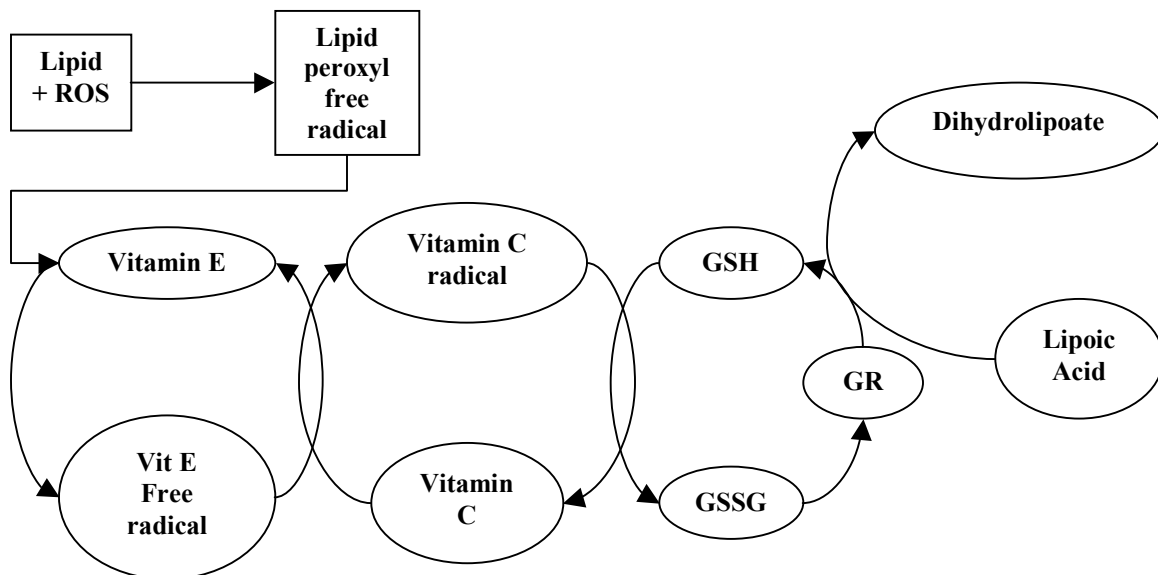 Lipid
+ ROS
Lipid
peroxyl
free
radical
Dihydrolipoate
Vitamin E
Vitamin C
radical
GSH
Lipoic
Acid
GR
Vit E
Free
radical
Vitamin
C
GSSG